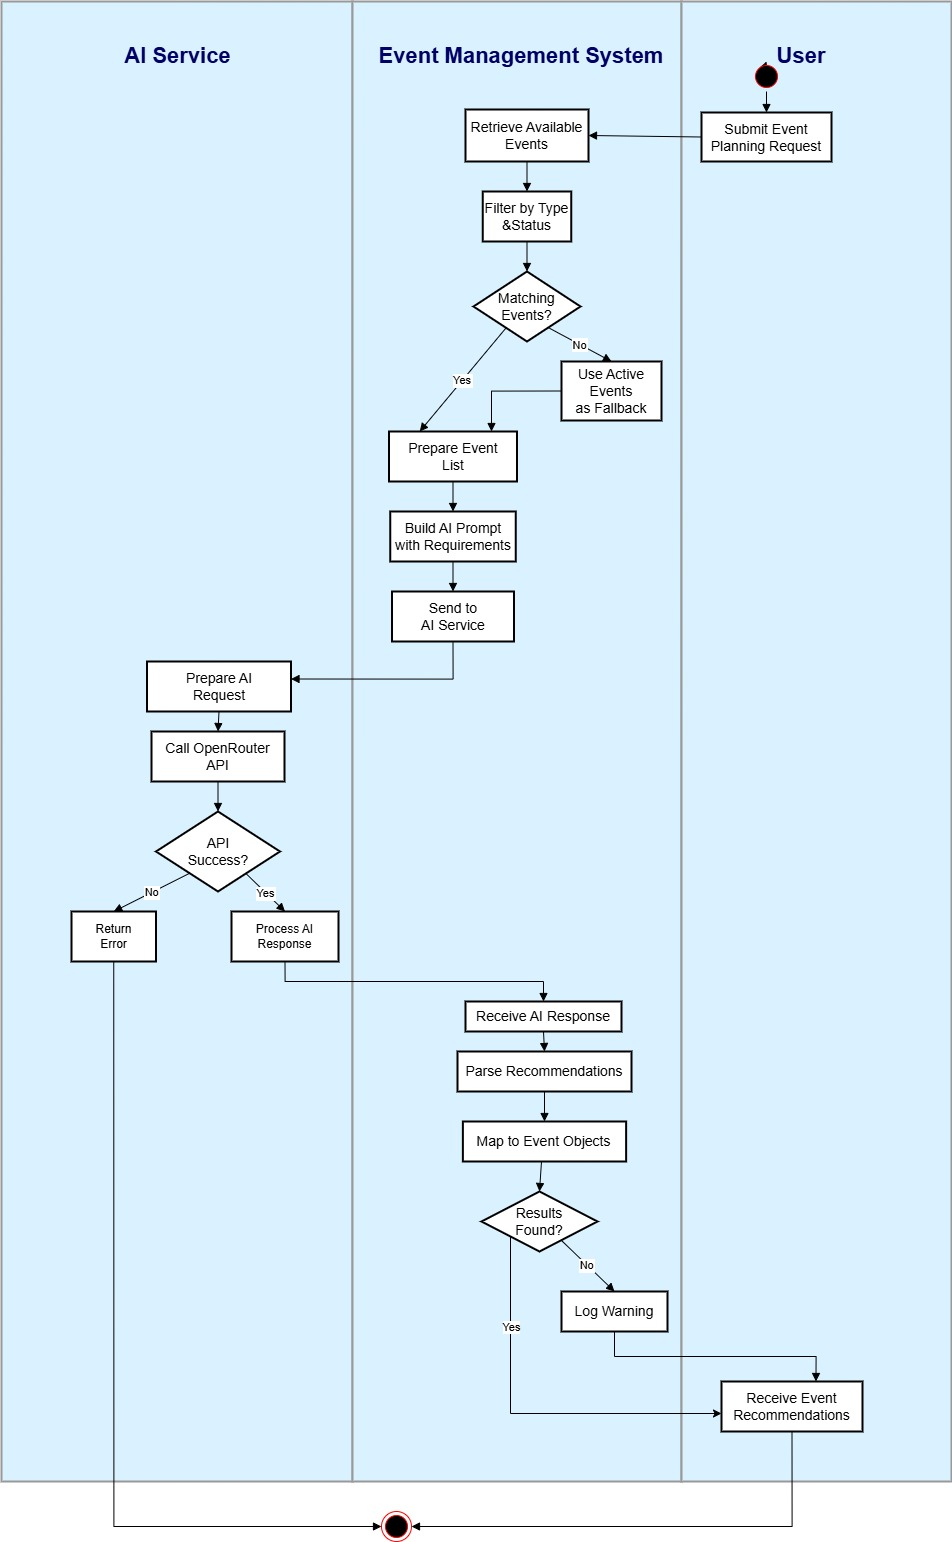 AI Service
Event Management System
User
Submit Event
Planning Request
Retrieve Available
Events
Filter by Type
&Status
Matching
Events?
No
Yes
Use Active
Events
as Fallback
Prepare Event
List
Build AI Prompt
with Requirements
Send to
AI Service
Prepare AI
Request
Call OpenRouter
API
API
Success?
No
Yes
Return
Error
Process AI
Response
Receive AI Response
Parse Recommendations
Map to Event Objects
Results
Found?
No
Yes
Log Warning
Receive Event
Recommendations